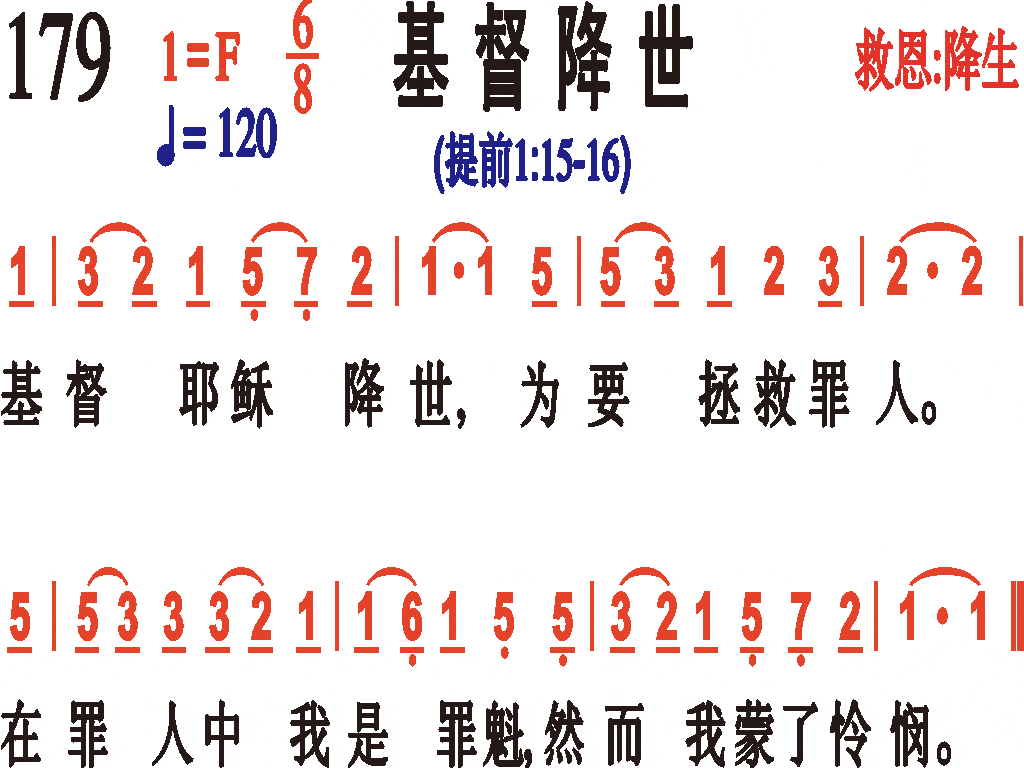 179 1=F 6/8 基督降世 救恩:降生
♩=120 (提前1:15-16)
1 | 3 2 1 5 7 2 | 1 · 1 5 | 5 3 1 2 3 | 2 · 2 |
基督 耶稣 降世，为要 拯救罪人。
5 | 5 3 3 3 2 1 | 1 6 1 5 5 | 3 2 1 5 7 2 | 1 · 1 ‖
在罪 人中 我是 罪魁，然而 我蒙了怜悯。